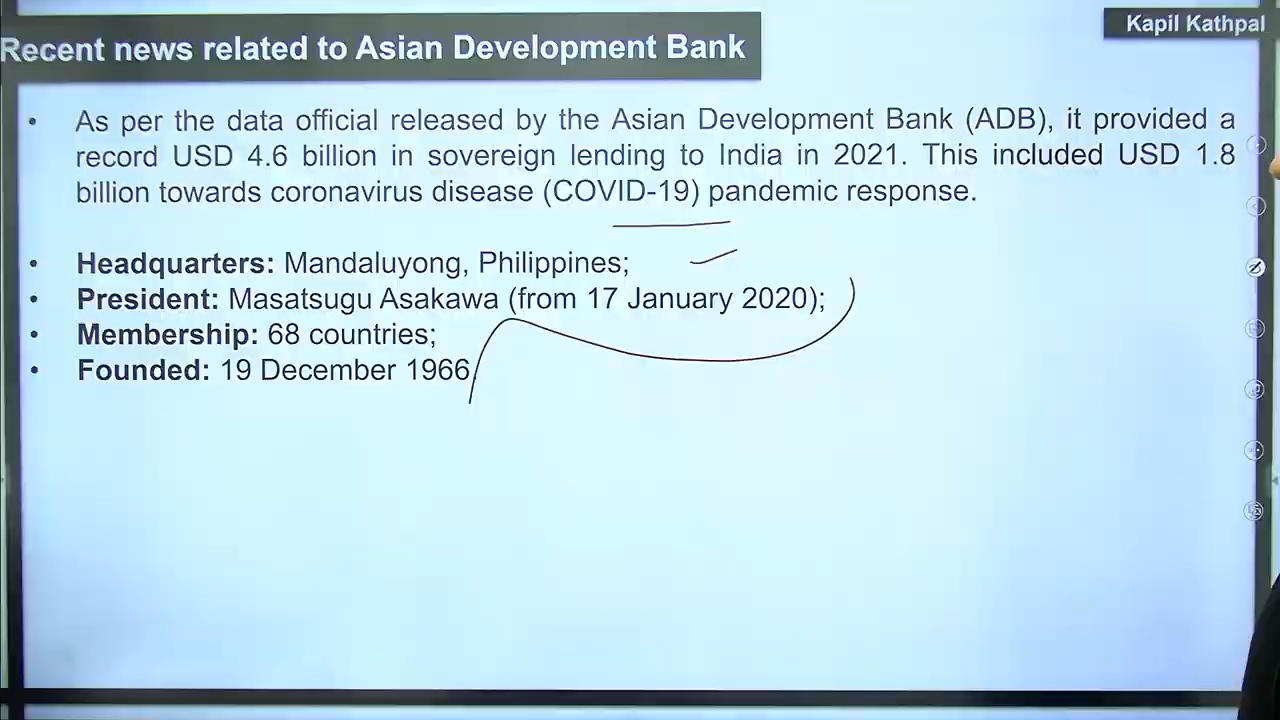 Kapil Kathpal
Recent news related to Asian Development Bank
• As per the data official released by the Asian Development Bank (ADB), it provided a
record USD 4.6 billion in sovereign lending to India in 2021. This included USD 1.8
billion towards coronavirus disease (COVID-19) pandemic response.
• Headquarters: Mandaluyong, Philippines;
• President: Masatsugu Asakawa (from 17 January 2020);
• Membership: 68 countries;
• Founded: 19 December 1966